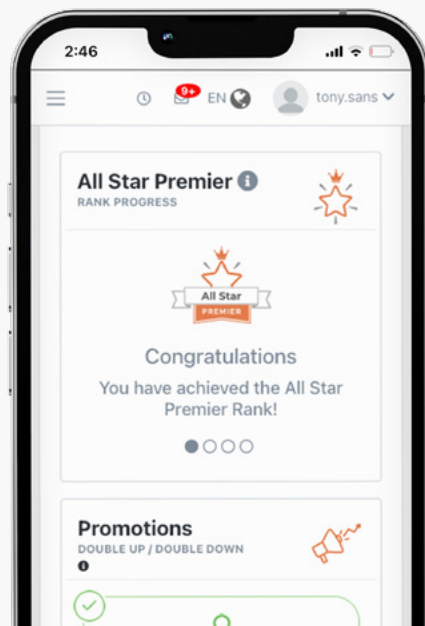 2:46
9+ EN tony.sans
All Star Premier
RANK PROGRESS
All Star
PREMIER
Congratulations
You have achieved the All Star
Premier Rank!
Promotions
DOUBLE UP / DOUBLE DOWN